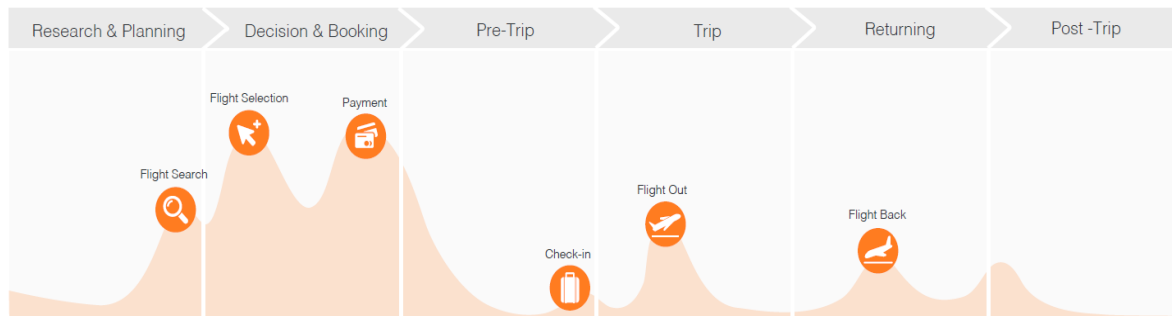 Research & Planning
Decision & Booking
Pre-Trip
Trip
Returning
Post -Trip
Flight Selection
Payment
Flight Search
Flight Out
Flight Back
Check-in